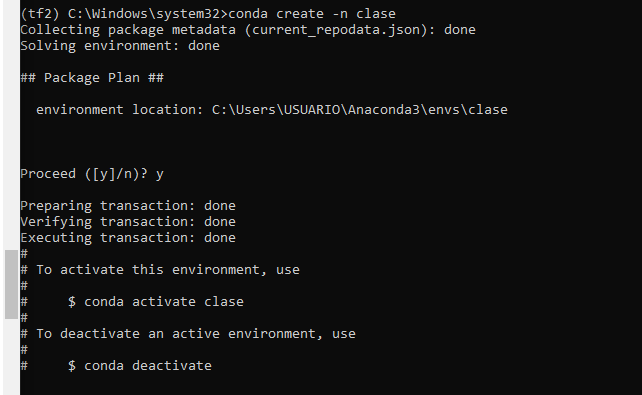 (tf2) C:\Windows\system32>conda create -n clase
Collecting package metadata (current_repodata.json): done
Solving environment: done
## Package Plan ##
environment location: C:\Users\USUARIO\Anaconda3\envs\clase
Proceed ([y]/n)? y
Preparing transaction: done
Verifying transaction: done
Executing transaction: done
#
# To activate this environment, use
#
#     $ conda activate clase
#
# To deactivate an active environment, use
#
#     $ conda deactivate